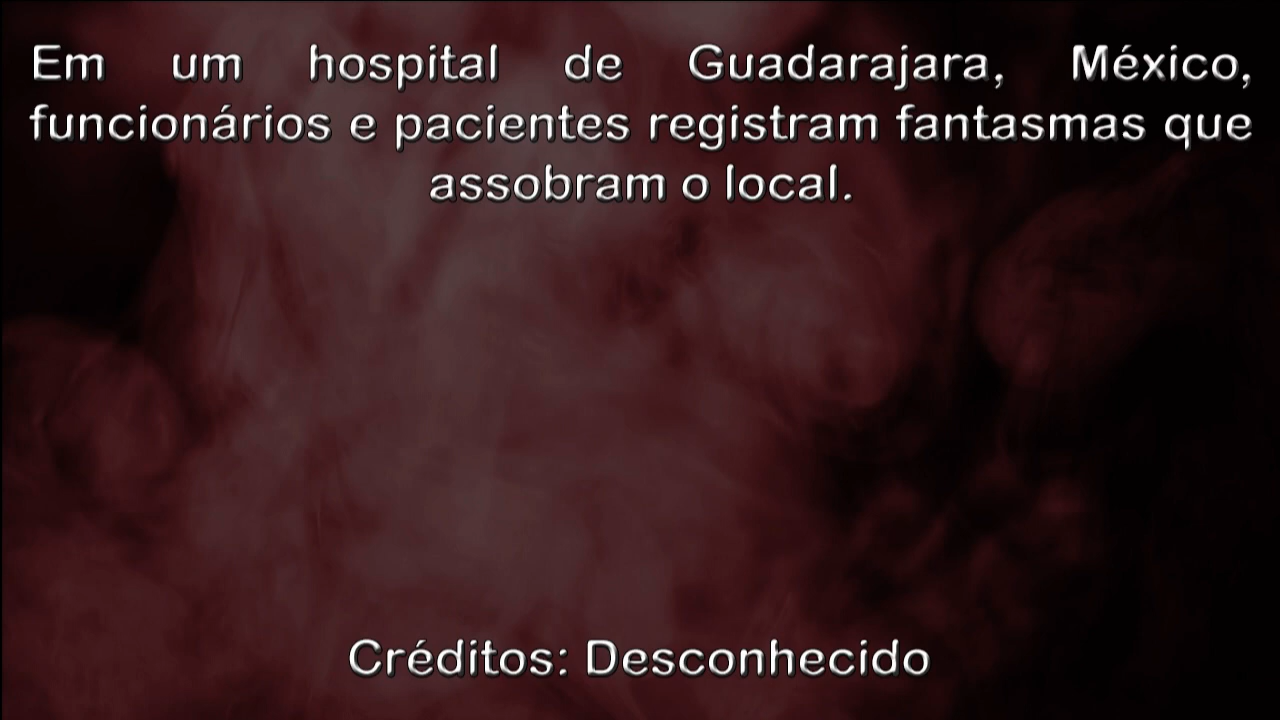 Em um hospital de Guadarajara, México,
funcionários e pacientes registram fantasmas que
assobram o local.
Créditos: Desconhecido